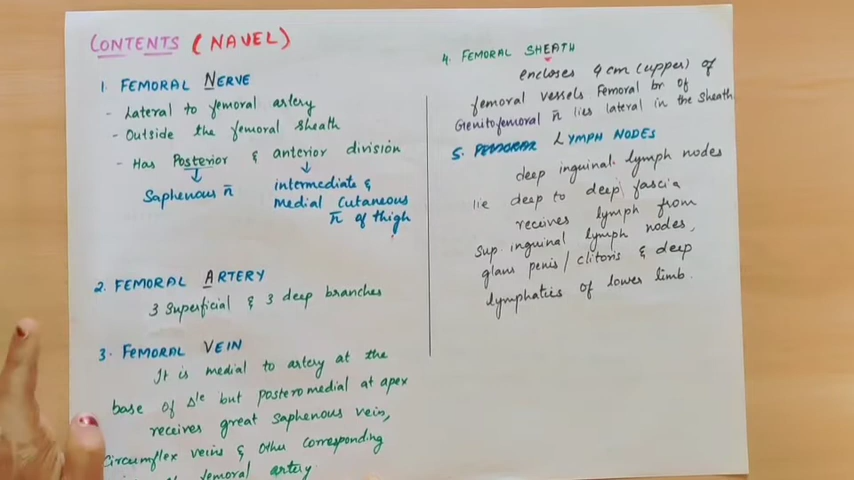 CONTENTS (NAVEL)
1. FEMORAL NERVE
- Lateral to femoral artery
- Outside the femoral sheath
- Has Posterior & anterior division
Saphenous n̄
intermediate &
medial Cutaneous
n̄ of thigh
2. FEMORAL ARTERY
3 Superficial & 3 deep branches
3. FEMORAL VEIN
It is medial to artery at the
base of Δle but posteromedial at apex
receives great saphenous vein,
Circumflex veins & other corresponding
femoral artery
4. FEMORAL SHEATH
encloses 4 cm (upper) of
femoral vessels Femoral br of
Genitofemoral n̄ lies lateral in the sheath
5. FEMORAL LYMPH NODES
deep inguinal lymph nodes
lie deep to deep fascia
receives lymph from
Sup inguinal lymph nodes,
glans penis/clitoris & deep
lymphatics of lower limb.